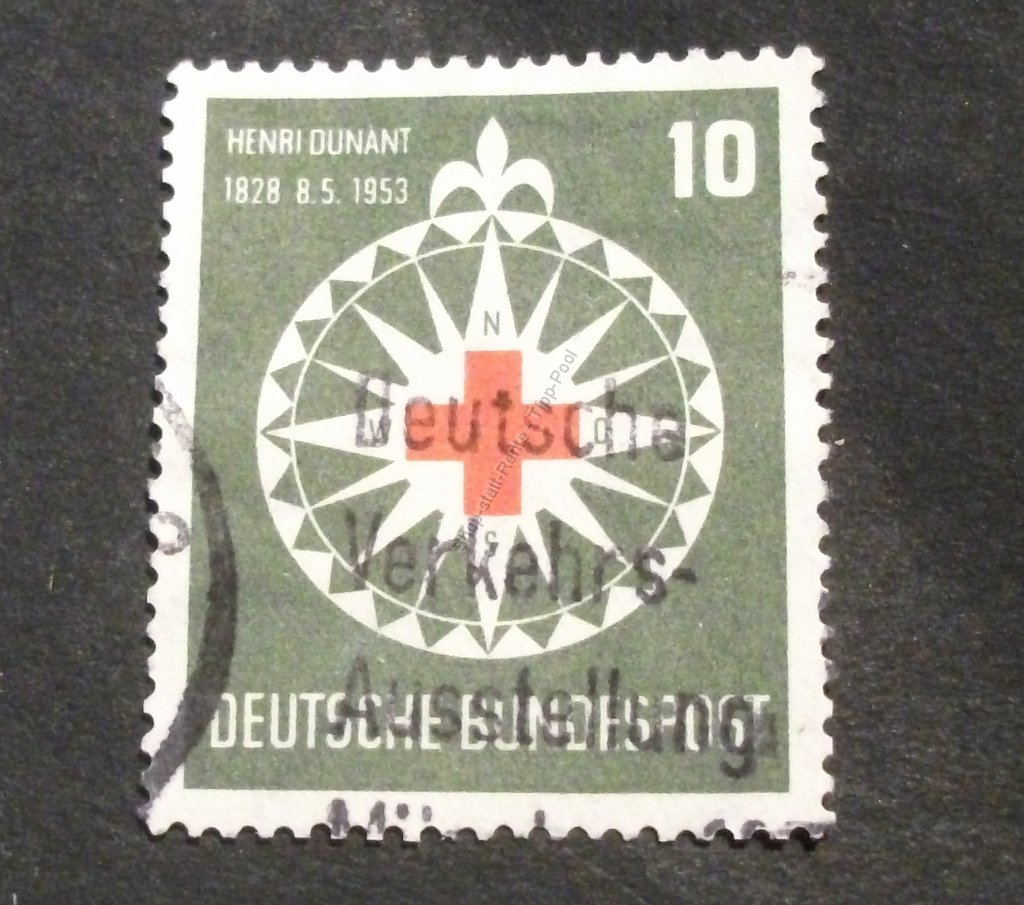 HENRI DUNANT
1828 8.5. 1953
10
N
W O
S
Deutsche
Verkehrs-
Ausstellung
DEUTSCHE BUNDESPOST